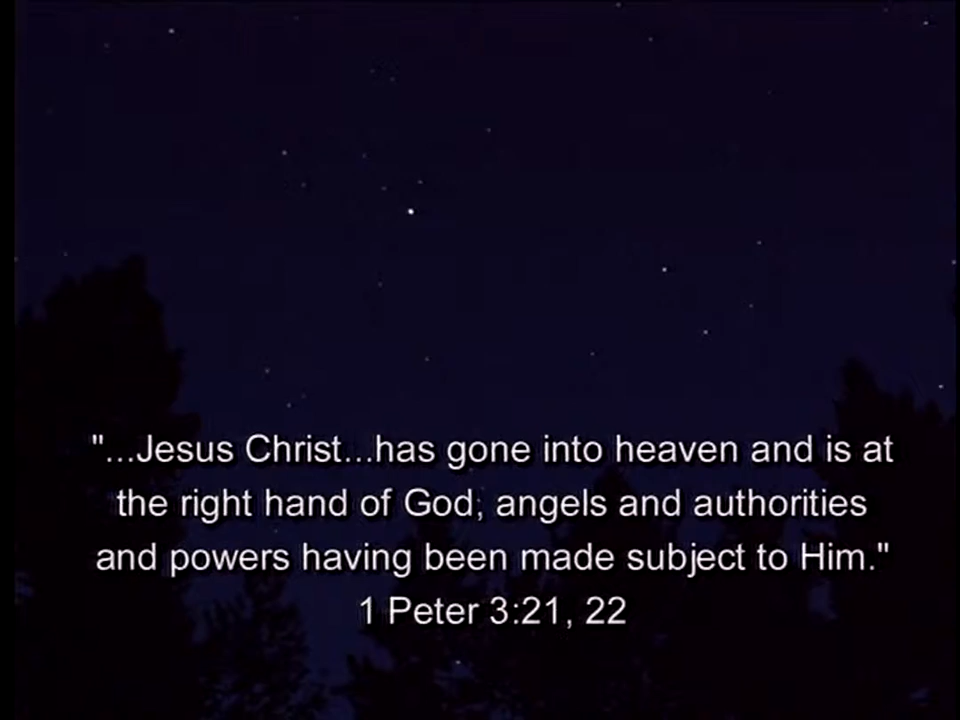 "...Jesus Christ...has gone into heaven and is at
the right hand of God; angels and authorities
and powers having been made subject to Him."
1 Peter 3:21, 22